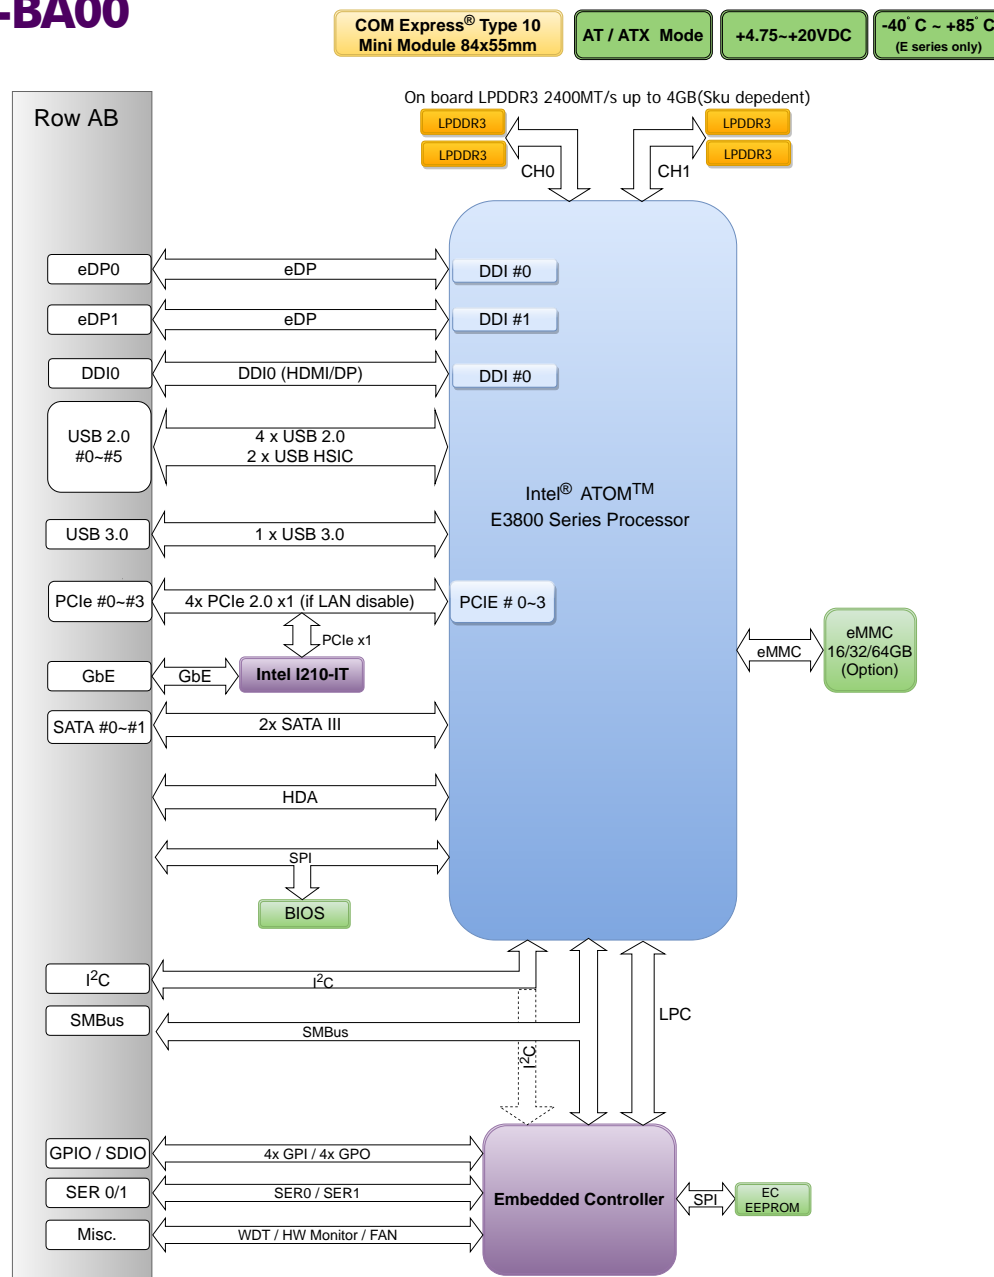 -BA00
COM Express® Type 10
Mini Module 84x55mm
AT / ATX Mode
+4.75~+20VDC
-40° C ~ +85° C
(E series only)
Row AB
On board LPDDR3 2400MT/s up to 4GB(Sku depedent)
LPDDR3
LPDDR3
LPDDR3
LPDDR3
CH0
CH1
eDP0
eDP
DDI #0
eDP1
eDP
DDI #1
DDI0
DDI0 (HDMI/DP)
DDI #0
USB 2.0
#0~#5
4 x USB 2.0
2 x USB HSIC
Intel® ATOM™
E3800 Series Processor
USB 3.0
1 x USB 3.0
PCIe #0~#3
4x PCIe 2.0 x1 (if LAN disable)
PCIE # 0~3
PCIe x1
eMMC
eMMC
16/32/64GB
(Option)
GbE
GbE
Intel I210-IT
SATA #0~#1
2x SATA III
HDA
SPI
BIOS
I²C
I²C
SMBus
SMBus
I²C
LPC
GPIO / SDIO
4x GPI / 4x GPO
SER 0/1
SER0 / SER1
Embedded Controller
SPI
EC
EEPROM
Misc.
WDT / HW Monitor / FAN